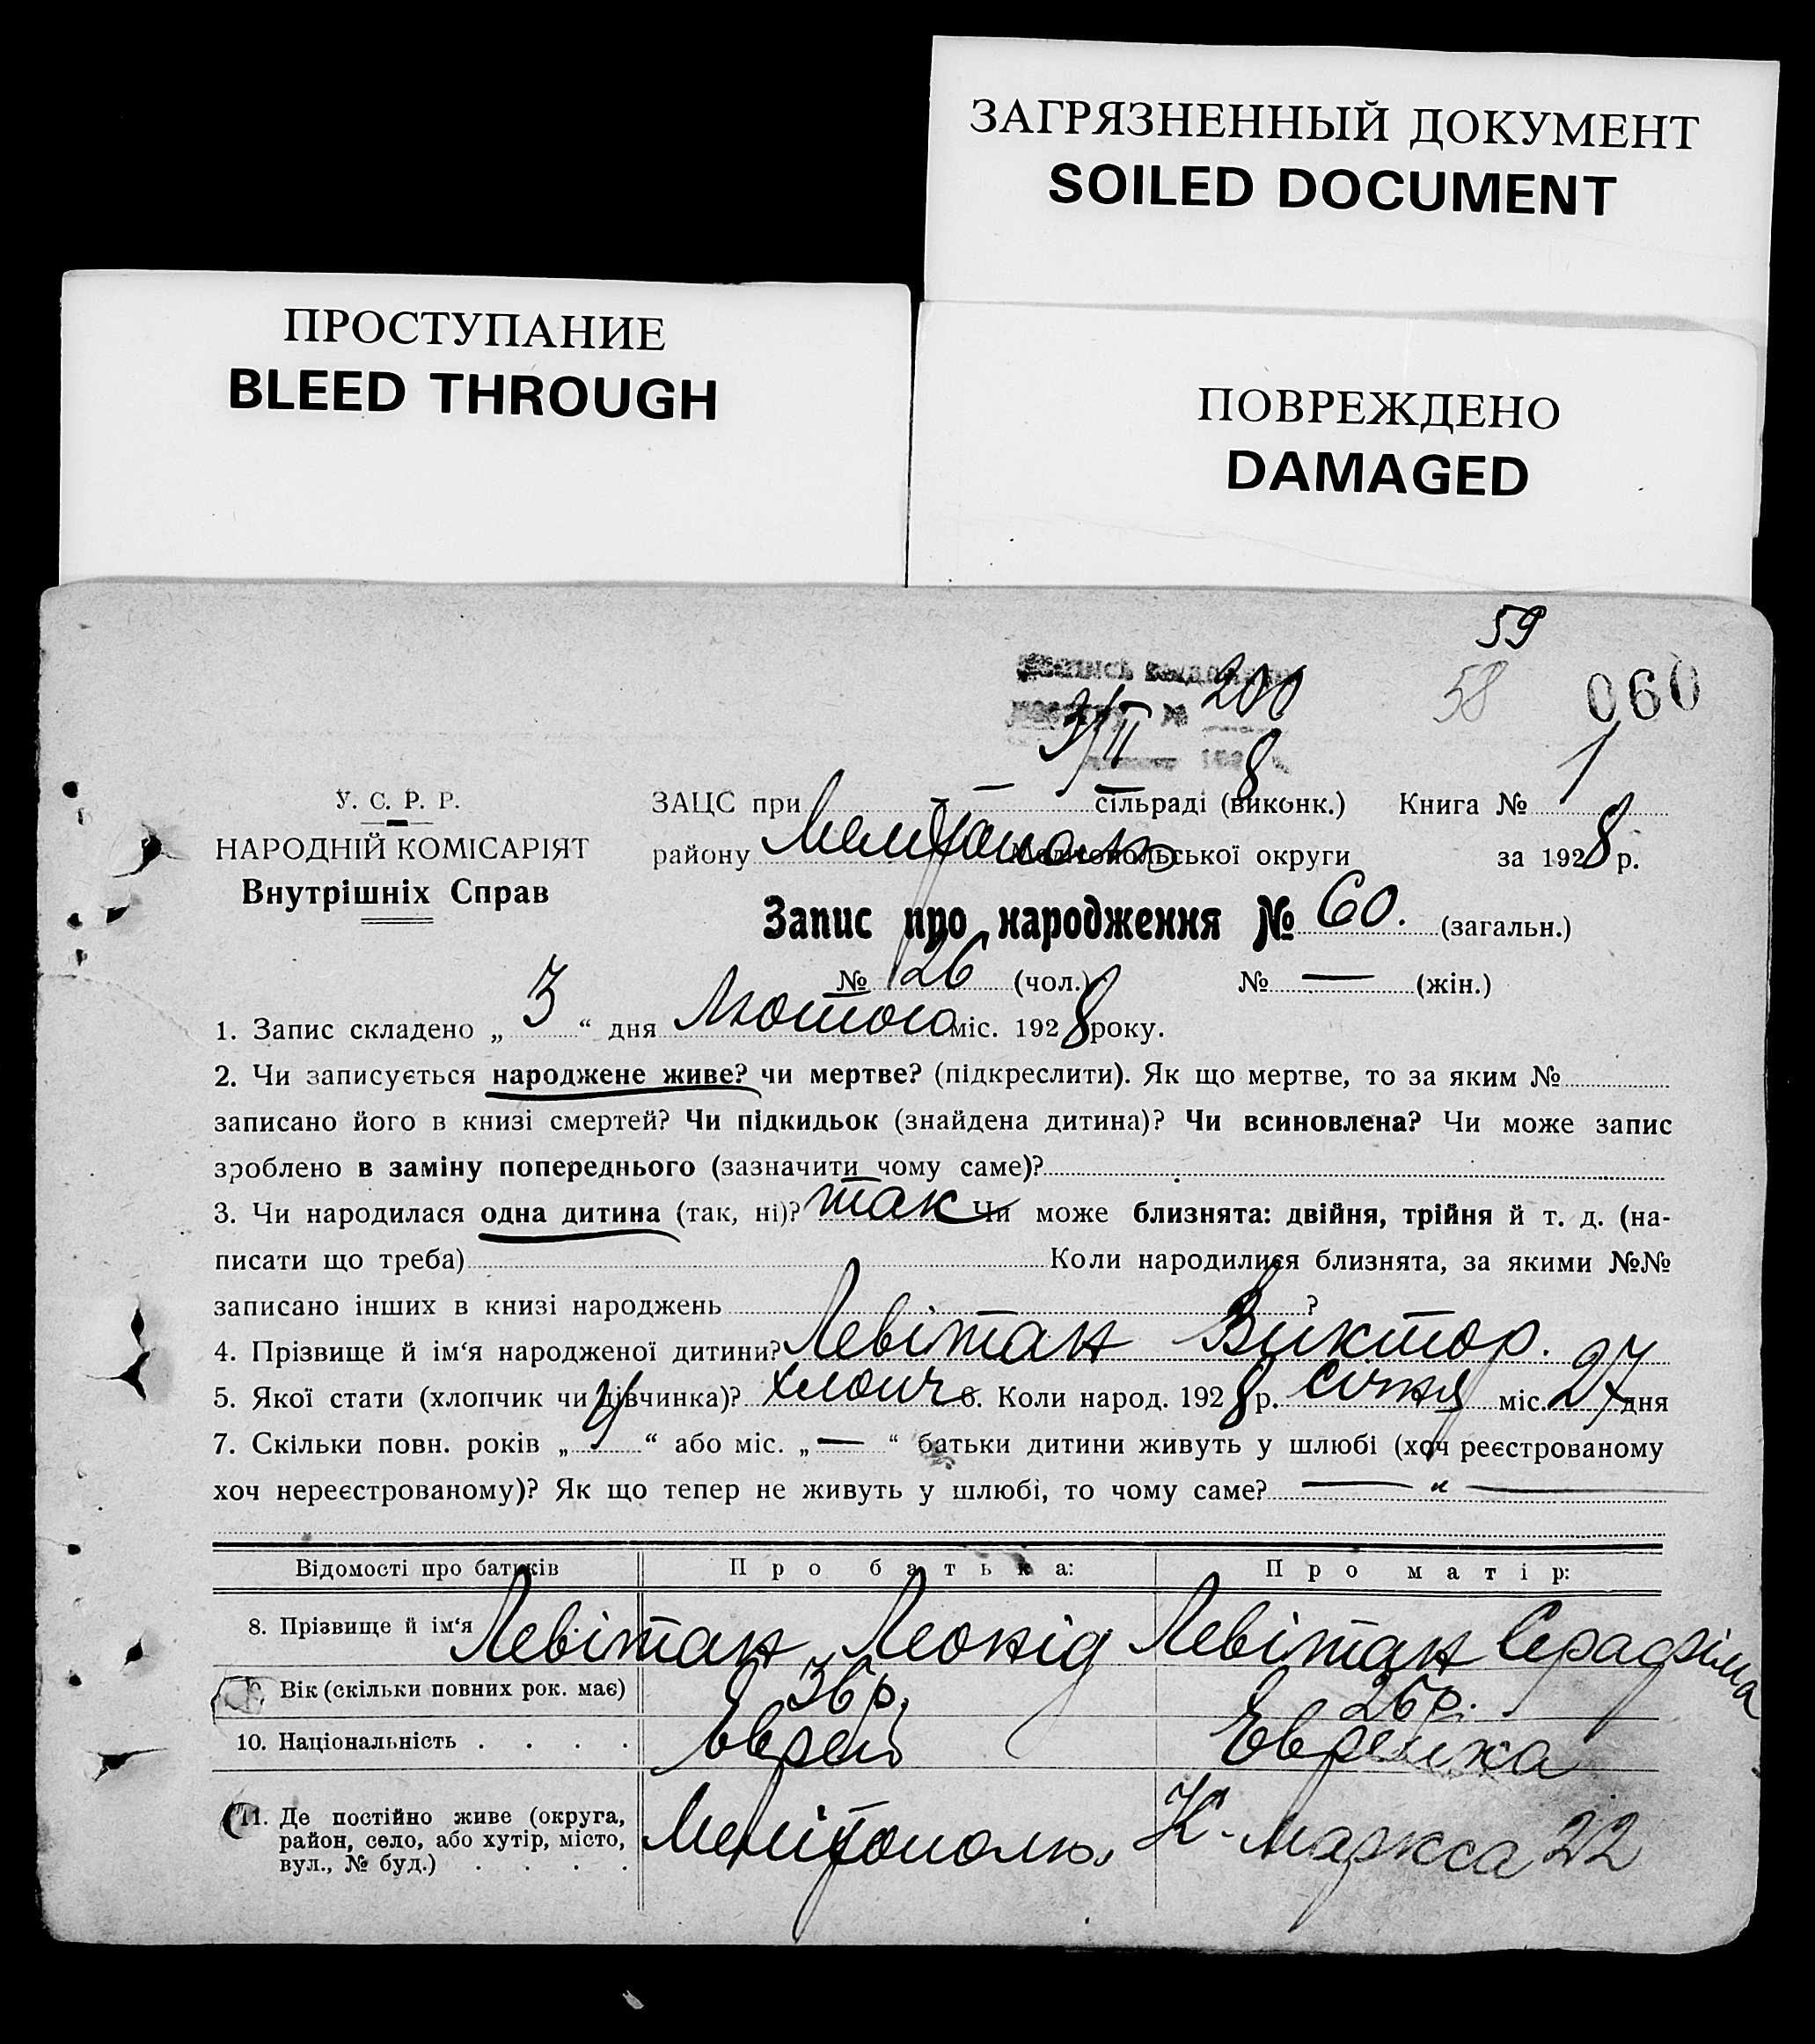 ЗАГРЯЗНЕННЫЙ ДОКУМЕНТ
SOILED DOCUMENT
ПРОСТУПАНИЕ
BLEED THROUGH
ПОВРЕЖДЕНО
DAMAGED
59
200
58
060
3/II
8
У. С. Р. Р.
НАРОДНІЙ КОМІСАРІЯТ
Внутрішніх Справ
ЗАЦС при — сільраді (виконк.) Книга № 1
району Мелітополь Мелітопольської округи за 1928 р.
Запис про народження № 60. (загальн.)
№ 26 (чол.) № — (жін.)
1. Запис складено „ 3 “ дня Лютого міс. 1928 року.
2. Чи записується народжене живе? чи мертве? (підкреслити). Як що мертве, то за яким №
записано його в книзі смертей? Чи підкидьок (знайдена дитина)? Чи всиновлена? Чи може запис
зроблено в заміну попереднього (зазначити чому саме)?
3. Чи народилася одна дитина (так, ні)? так Чи може близнята: двійня, трійня й т. д. (на-
писати що треба) Коли народилися близнята, за якими №№
записано інших в книзі народжень ?
4. Прізвище й ім‘я народженої дитини? Левітан Виктор.
5. Якої стати (хлопчик чи дівчинка)? хлопч 6. Коли народ. 1928 р. січня міс. 27 дня
7. Скільки повн. років „ “ або міс. „ — “ батьки дитини живуть у шлюбі (хоч реєстрованому
хоч нереєстрованому)? Як що тепер не живуть у шлюбі, то чому саме? — „ —
Відомості про батьків Про батька: Про матір:
8. Прізвище й ім‘я Левітан Леонід Левітан Серафіма
9. Вік (скільки повних рок. має) 36 р. 26 р.
10. Національність . . . . Еврей Еврейка
11. Де постійно живе (округа,
район, село, або хутір, місто, Мелітополь, К. Маркса 22
вул., № буд.) . . . .